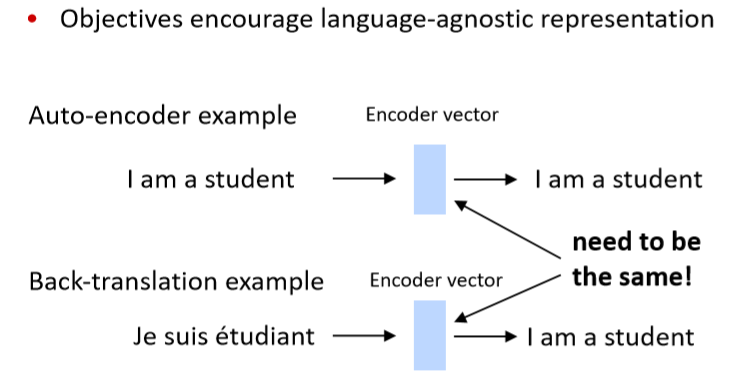 • Objectives encourage language-agnostic representation
Auto-encoder example
Encoder vector
I am a student
I am a student
need to be
the same!
Back-translation example
Encoder vector
Je suis étudiant
I am a student